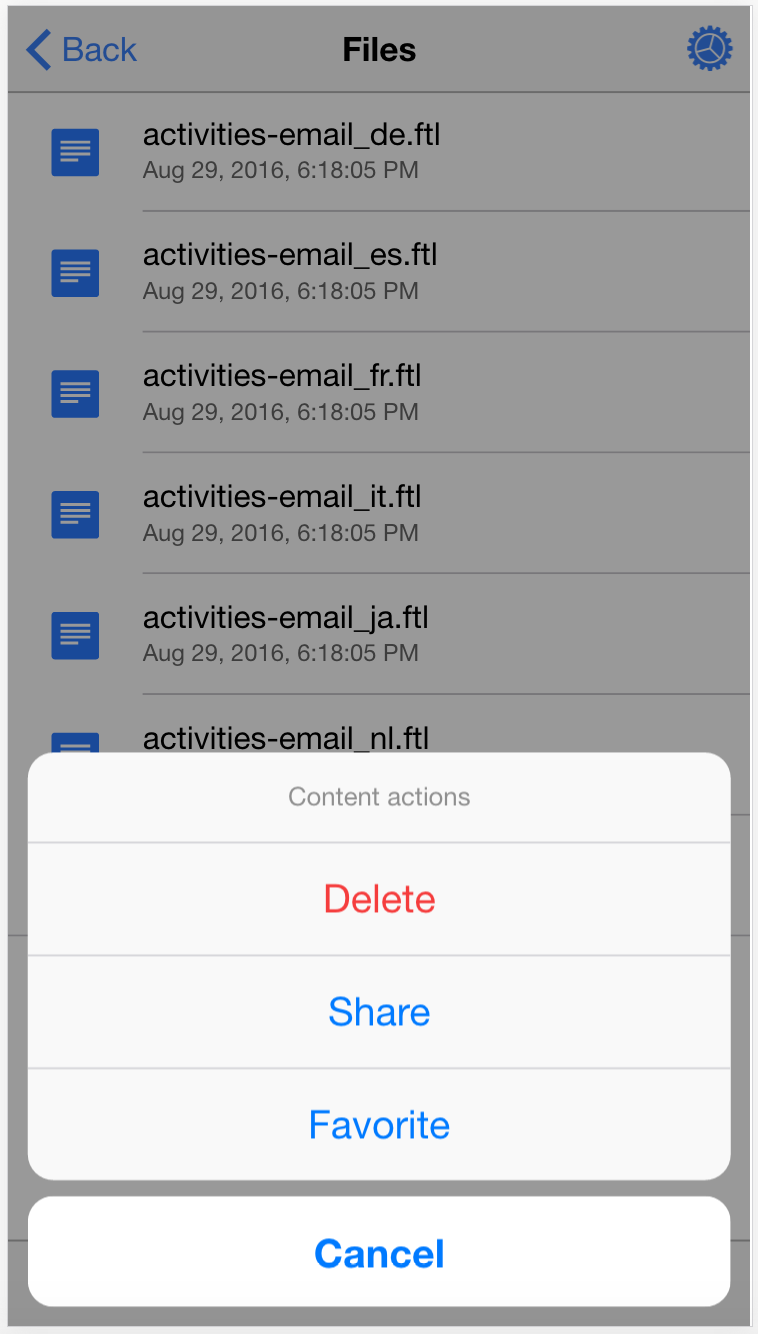 Back
Files
activities-email_de.ftl
Aug 29, 2016, 6:18:05 PM
activities-email_es.ftl
Aug 29, 2016, 6:18:05 PM
activities-email_fr.ftl
Aug 29, 2016, 6:18:05 PM
activities-email_it.ftl
Aug 29, 2016, 6:18:05 PM
activities-email_ja.ftl
Aug 29, 2016, 6:18:05 PM
activities-email_nl.ftl
Content actions
Delete
Share
Favorite
Cancel